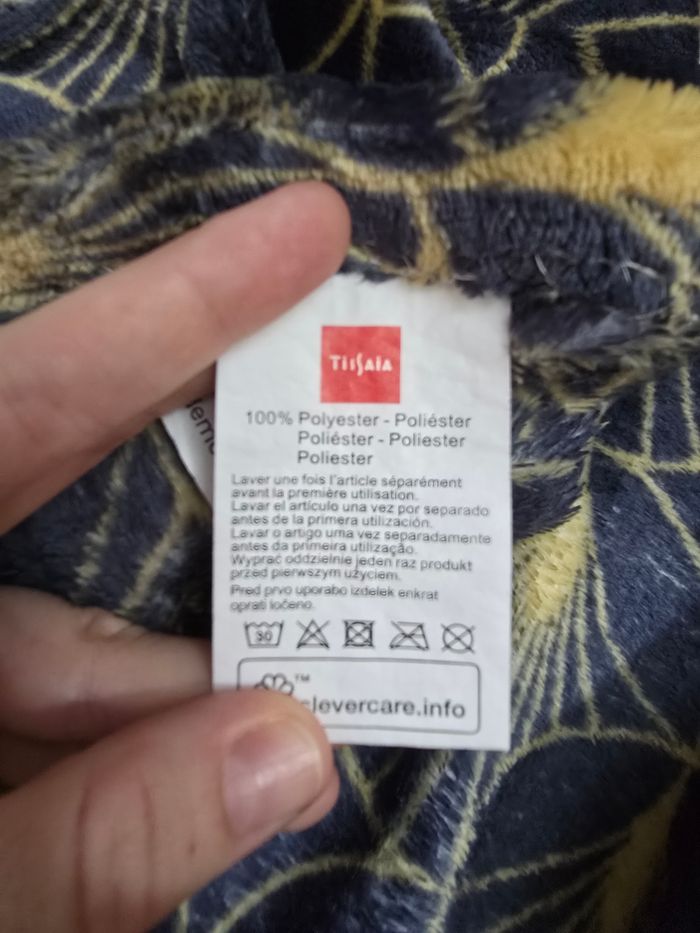 TISSAIA
100% Polyester - Poliéster
Poliéster - Poliester
Poliester
Laver une fois l'article séparément
avant la première utilisation.
Lavar el artículo una vez por separado
antes de la primera utilización.
Lavar o artigo uma vez separadamente
antes da primeira utilização.
Wyprać oddzielnie jeden raz produkt
przed pierwszym użyciem.
Pred prvo uporabo izdelek enkrat
oprati ločeno.
30
TM
clevercare.info